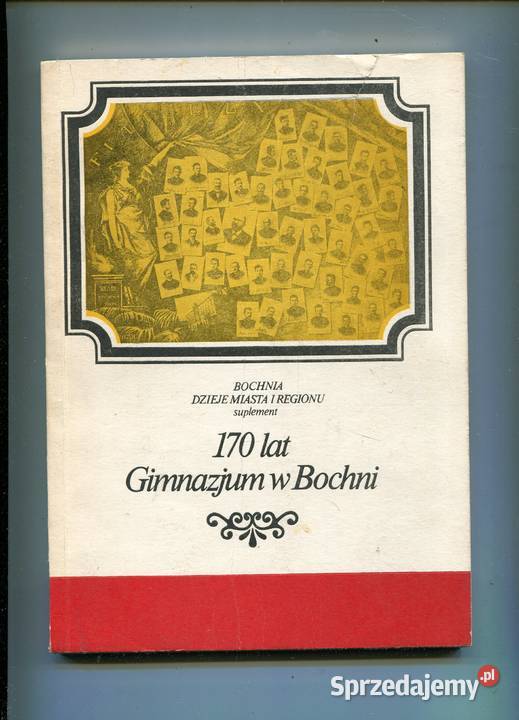 BOCHNIA
DZIEJE MIASTA I REGIONU
suplement
170 lat
Gimnazjum w Bochni
Sprzedajemy.pl